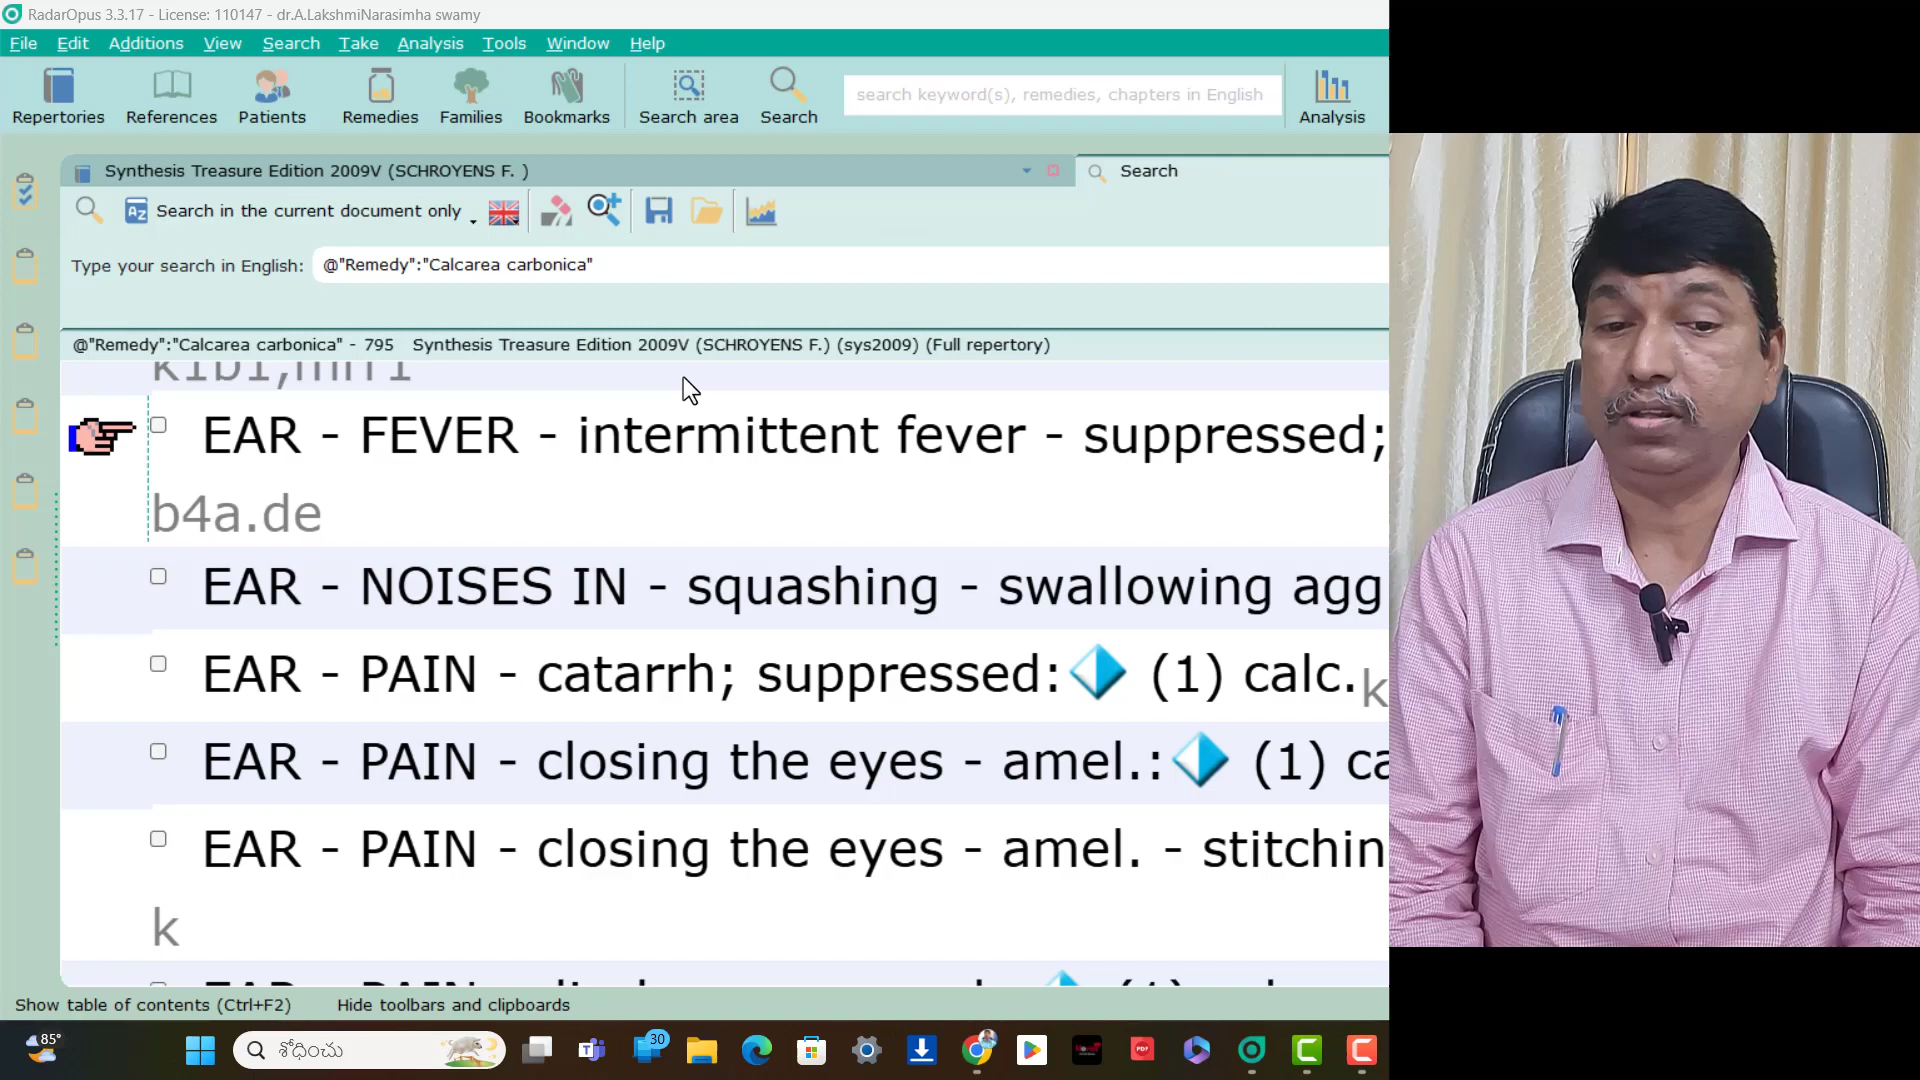 RadarOpus 3.3.17 - License: 110147 - dr.A.LakshmiNarasimha swamy
File Edit Additions View Search Take Analysis Tools Window Help
Repertories References Patients Remedies Families Bookmarks Search area Search search keyword(s), remedies, chapters in English Analysis
Synthesis Treasure Edition 2009V (SCHROYENS F. ) Search
AZ Search in the current document only
Type your search in English: @"Remedy":"Calcarea carbonica"
@"Remedy":"Calcarea carbonica" - 795 Synthesis Treasure Edition 2009V (SCHROYENS F.) (sys2009) (Full repertory)
EAR - FEVER - intermittent fever - suppressed;
b4a.de
EAR - NOISES IN - squashing - swallowing agg
EAR - PAIN - catarrh; suppressed: (1) calc. k
EAR - PAIN - closing the eyes - amel.: (1) ca
EAR - PAIN - closing the eyes - amel. - stitchin
k
Show table of contents (Ctrl+F2) Hide toolbars and clipboards
85° శోధించు 30 PDF